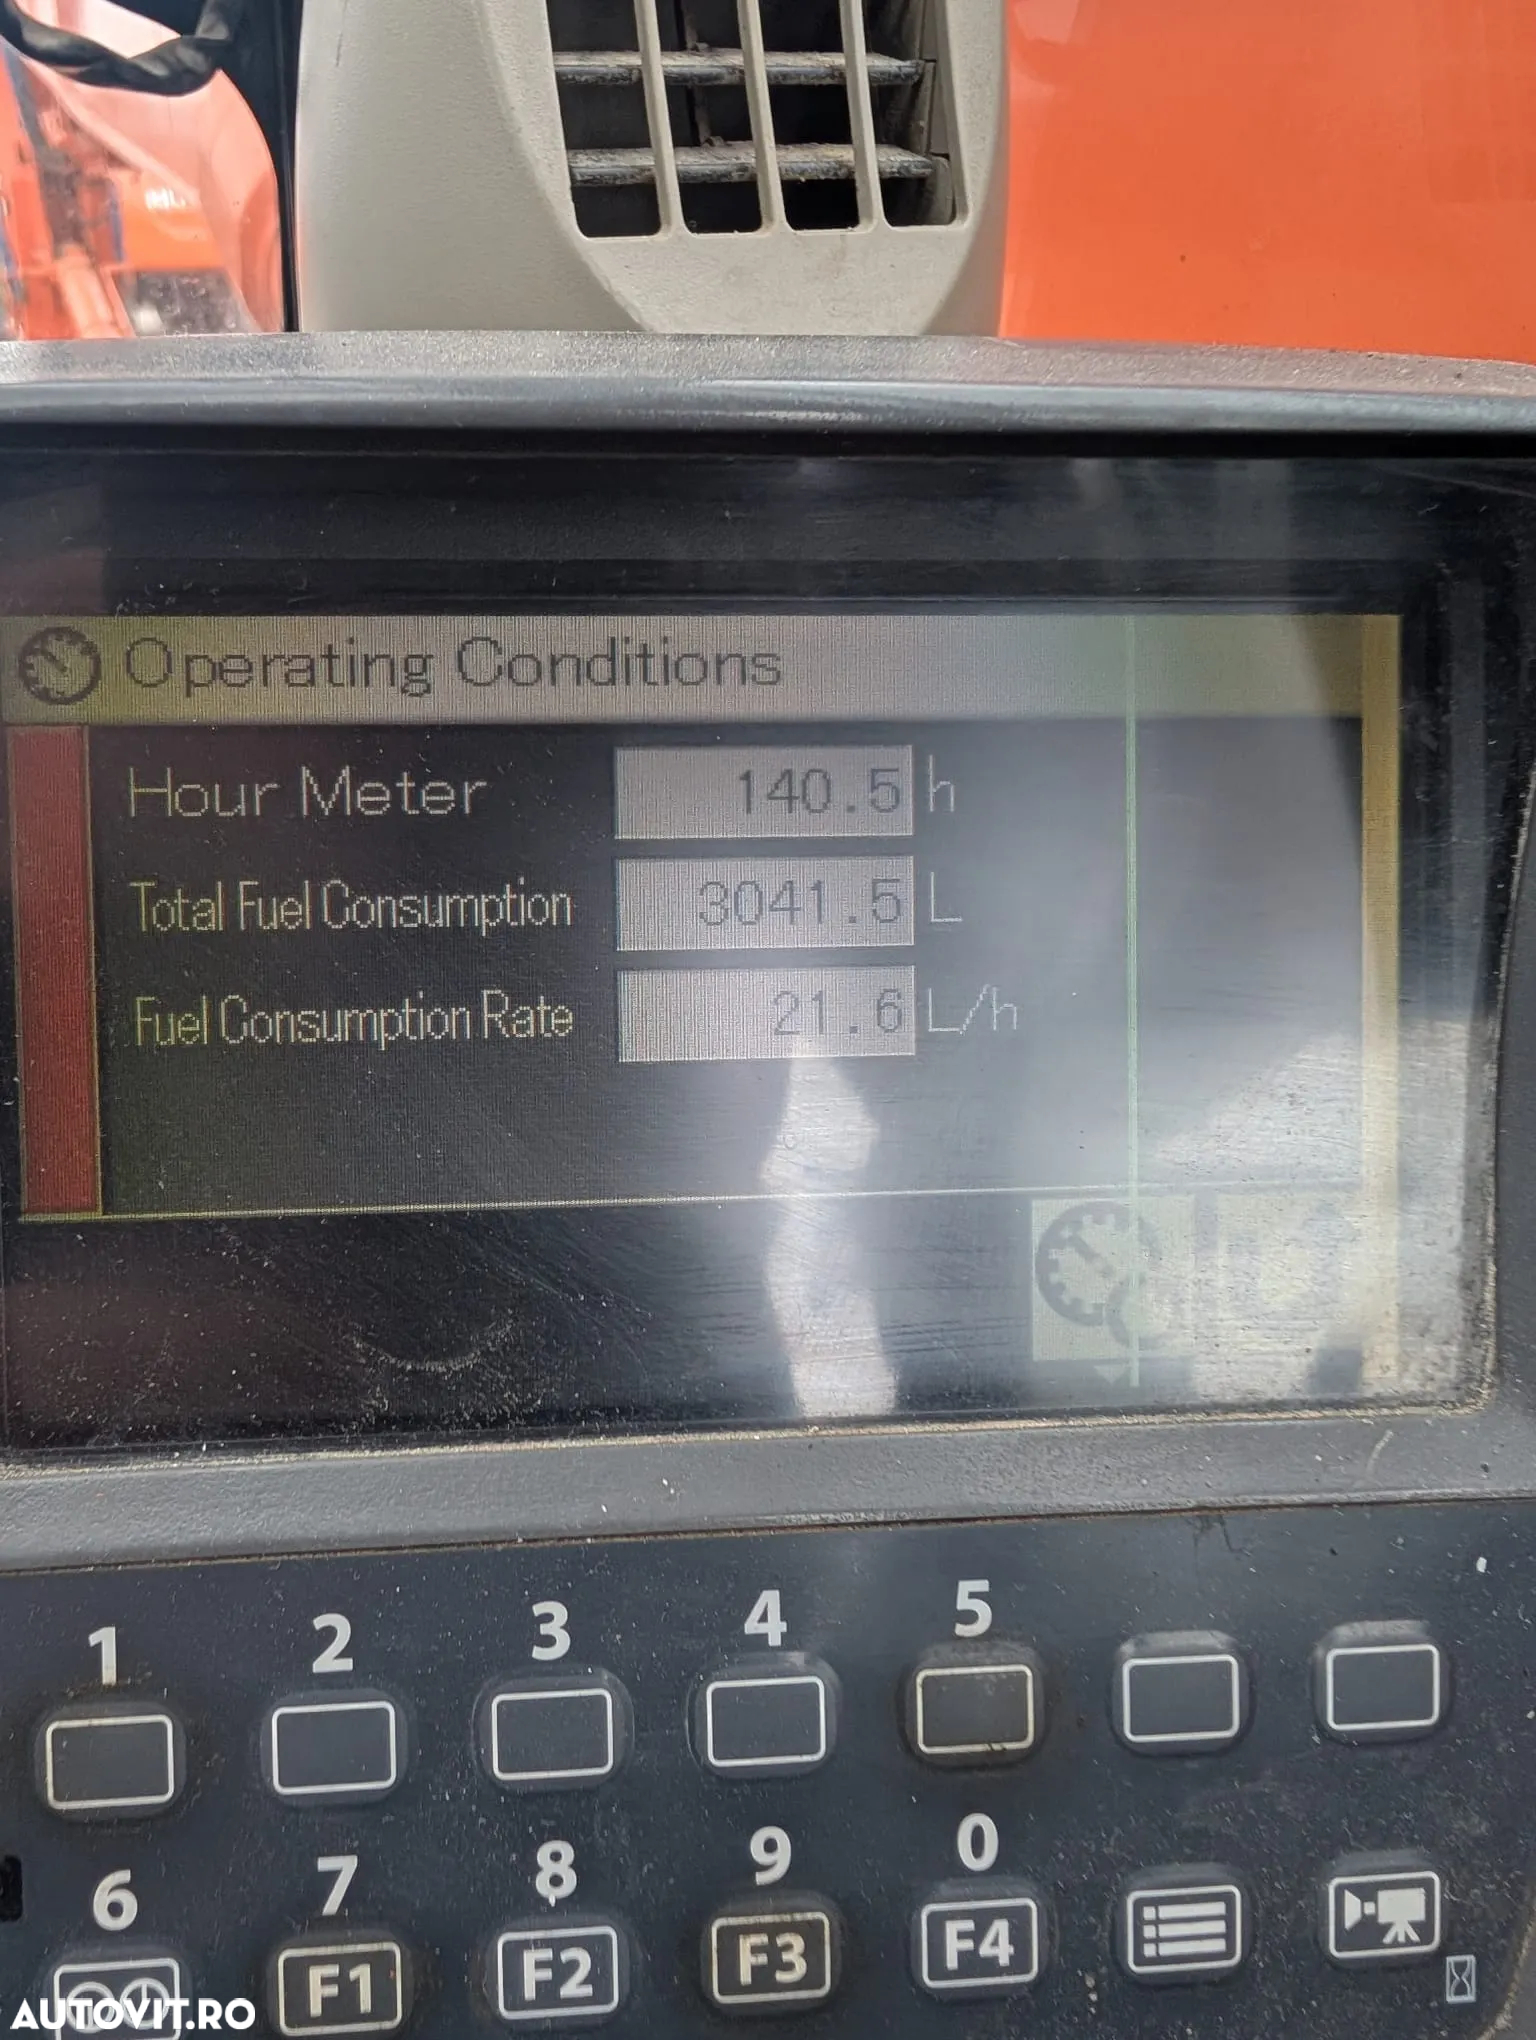 Operating Conditions
Hour Meter 140.5 h
Total Fuel Consumption 3041.5 L
Fuel Consumption Rate 21.6 L/h
1 2 3 4 5
6 7 8 9 0
F1 F2 F3 F4
AUTOVIT.RO